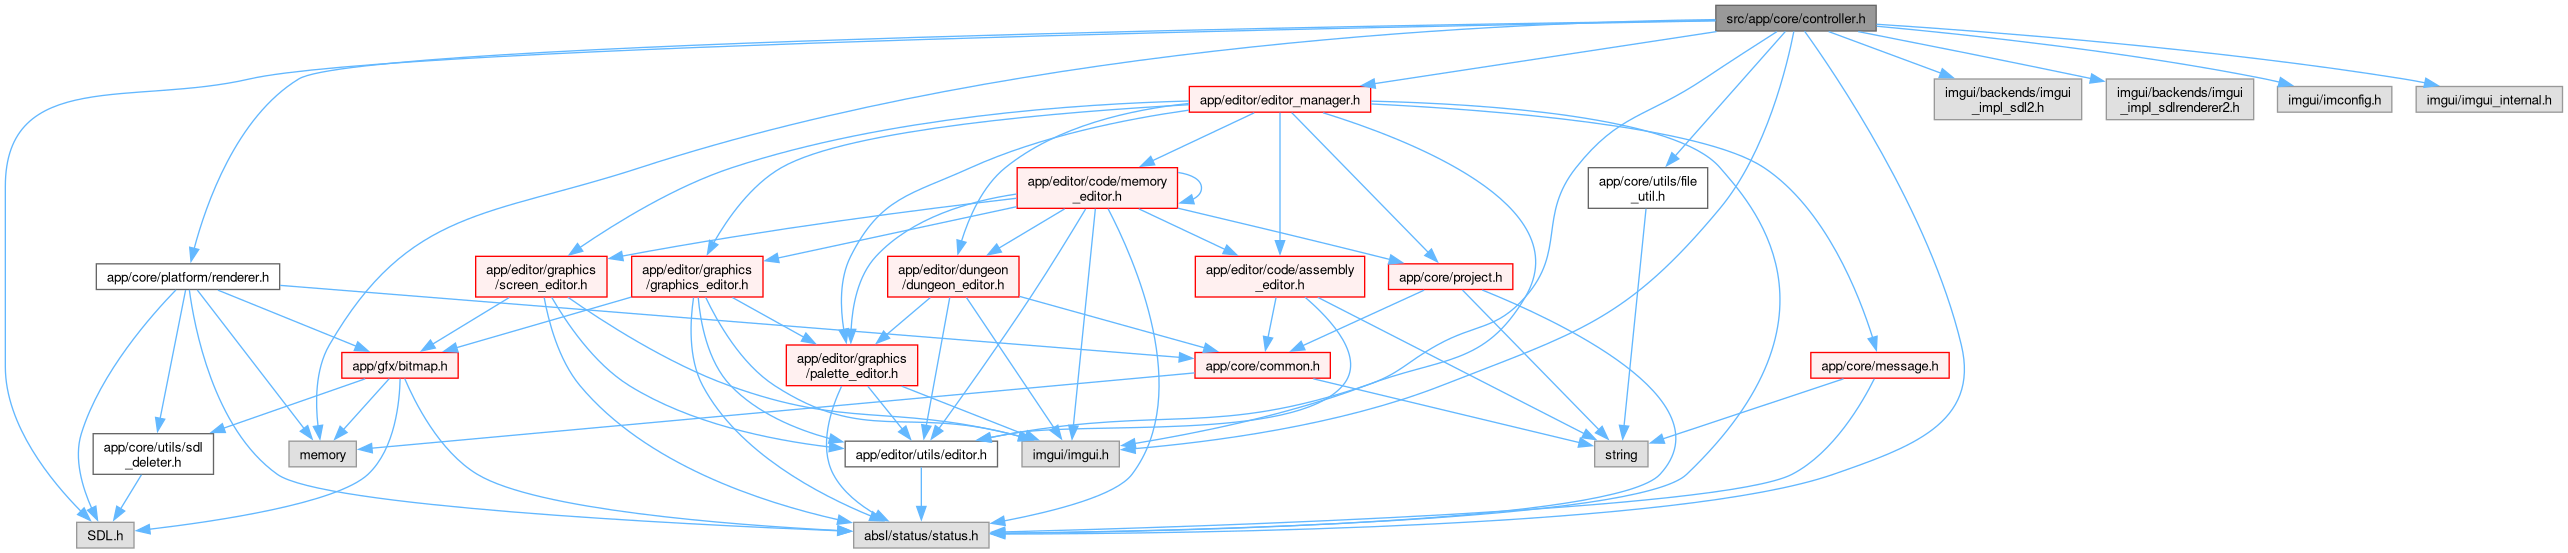 src/app/core/controller.h
app/editor/editor_manager.h
imgui/backends/imgui
_impl_sdl2.h
imgui/backends/imgui
_impl_sdlrenderer2.h
imgui/imconfig.h
imgui/imgui_internal.h
app/editor/code/memory
_editor.h
app/core/utils/file
_util.h
app/core/platform/renderer.h
app/editor/graphics
/screen_editor.h
app/editor/graphics
/graphics_editor.h
app/editor/dungeon
/dungeon_editor.h
app/editor/code/assembly
_editor.h
app/core/project.h
app/gfx/bitmap.h
app/editor/graphics
/palette_editor.h
app/core/common.h
app/core/message.h
app/core/utils/sdl
_deleter.h
memory
app/editor/utils/editor.h
imgui/imgui.h
string
SDL.h
absl/status/status.h